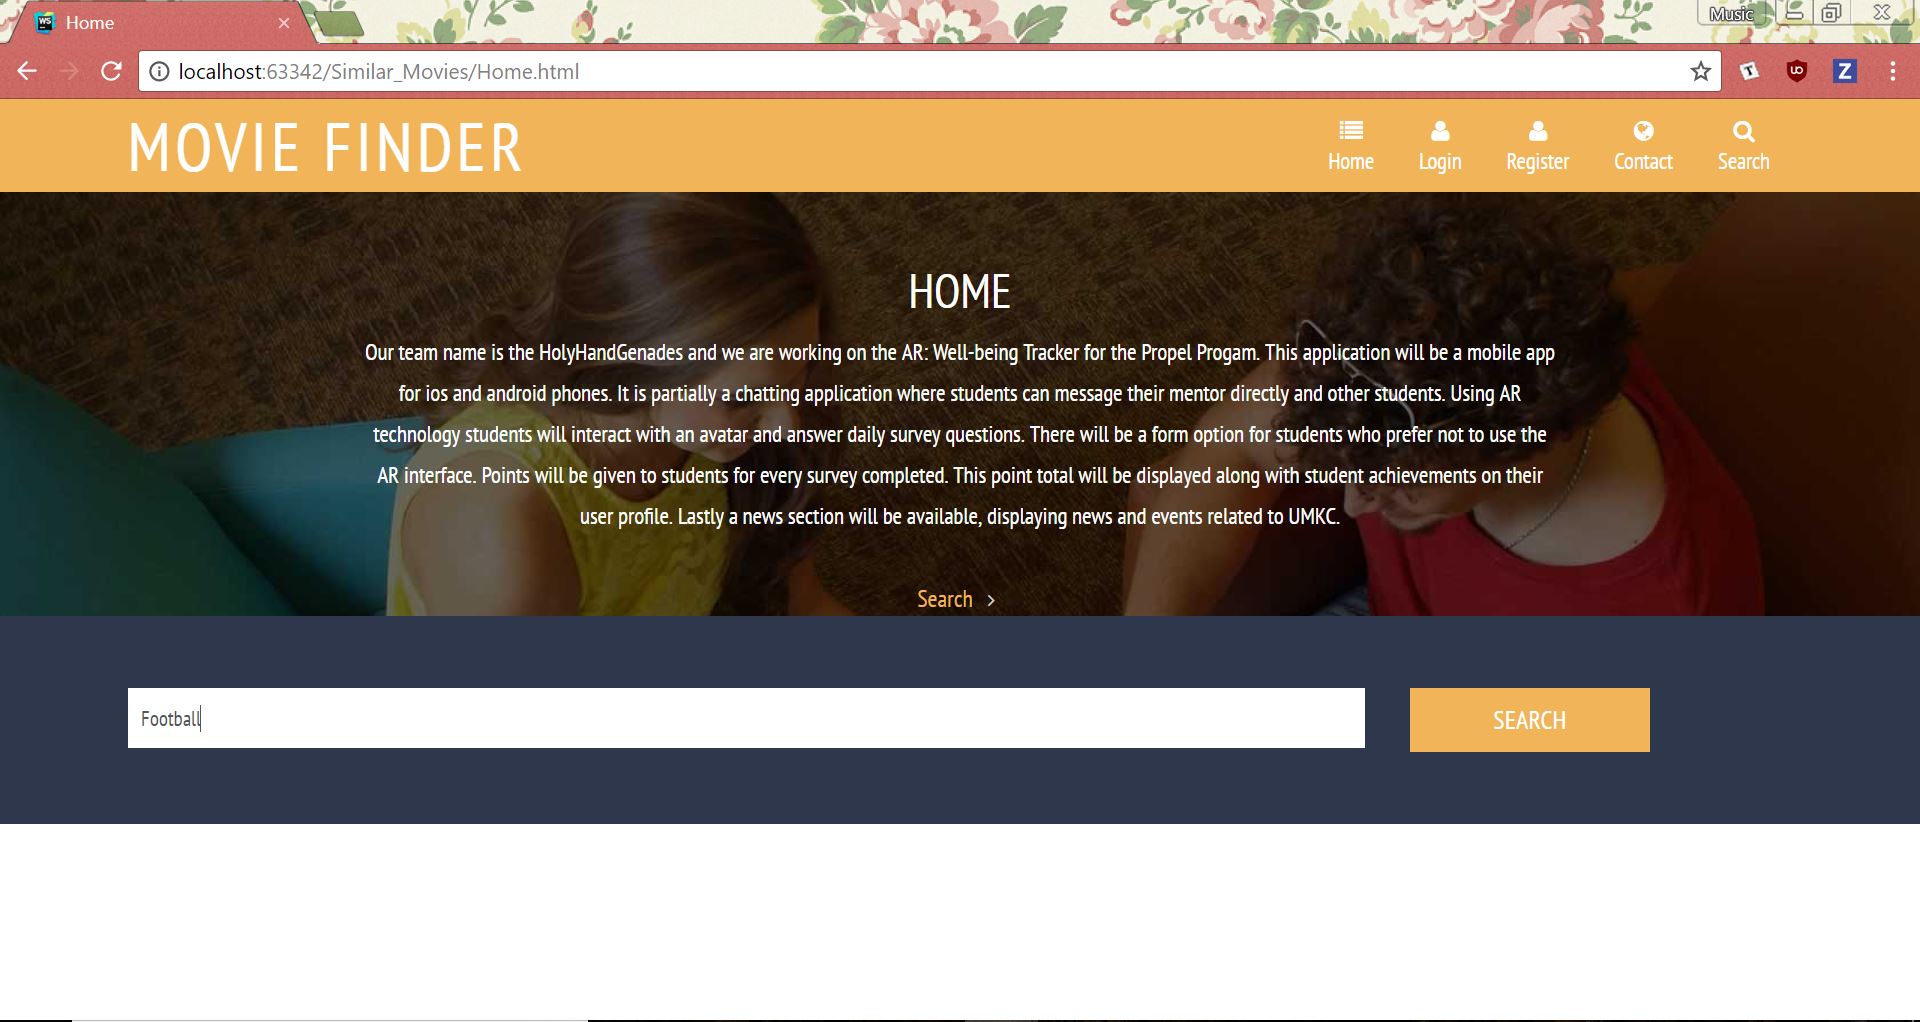 Home
Music
localhost:63342/Similar_Movies/Home.html
MOVIE FINDER
Home
Login
Register
Contact
Search
HOME
Our team name is the HolyHandGenades and we are working on the AR: Well-being Tracker for the Propel Progam. This application will be a mobile app
for ios and android phones. It is partially a chatting application where students can message their mentor directly and other students. Using AR
technology students will interact with an avatar and answer daily survey questions. There will be a form option for students who prefer not to use the
AR interface. Points will be given to students for every survey completed. This point total will be displayed along with student achievements on their
user profile. Lastly a news section will be available, displaying news and events related to UMKC.
Search
Football
SEARCH